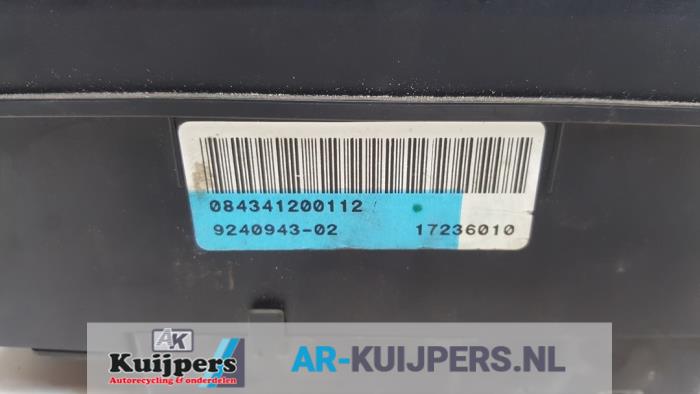 084341200112
9240943-02 17236010
AK
Kuijpers
Autorecycling & onderdelen
AR-KUIJPERS.NL